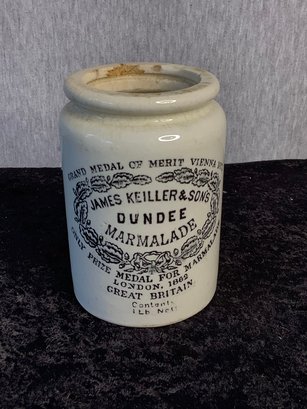 GRAND MEDAL OF MERIT VIENNA
JAMES KEILLER & SONS
DUNDEE
MARMALADE
ONLY PRIZE MEDAL FOR MARMALADE
LONDON, 1862
GREAT BRITAIN.
Contents
1 Lb Net